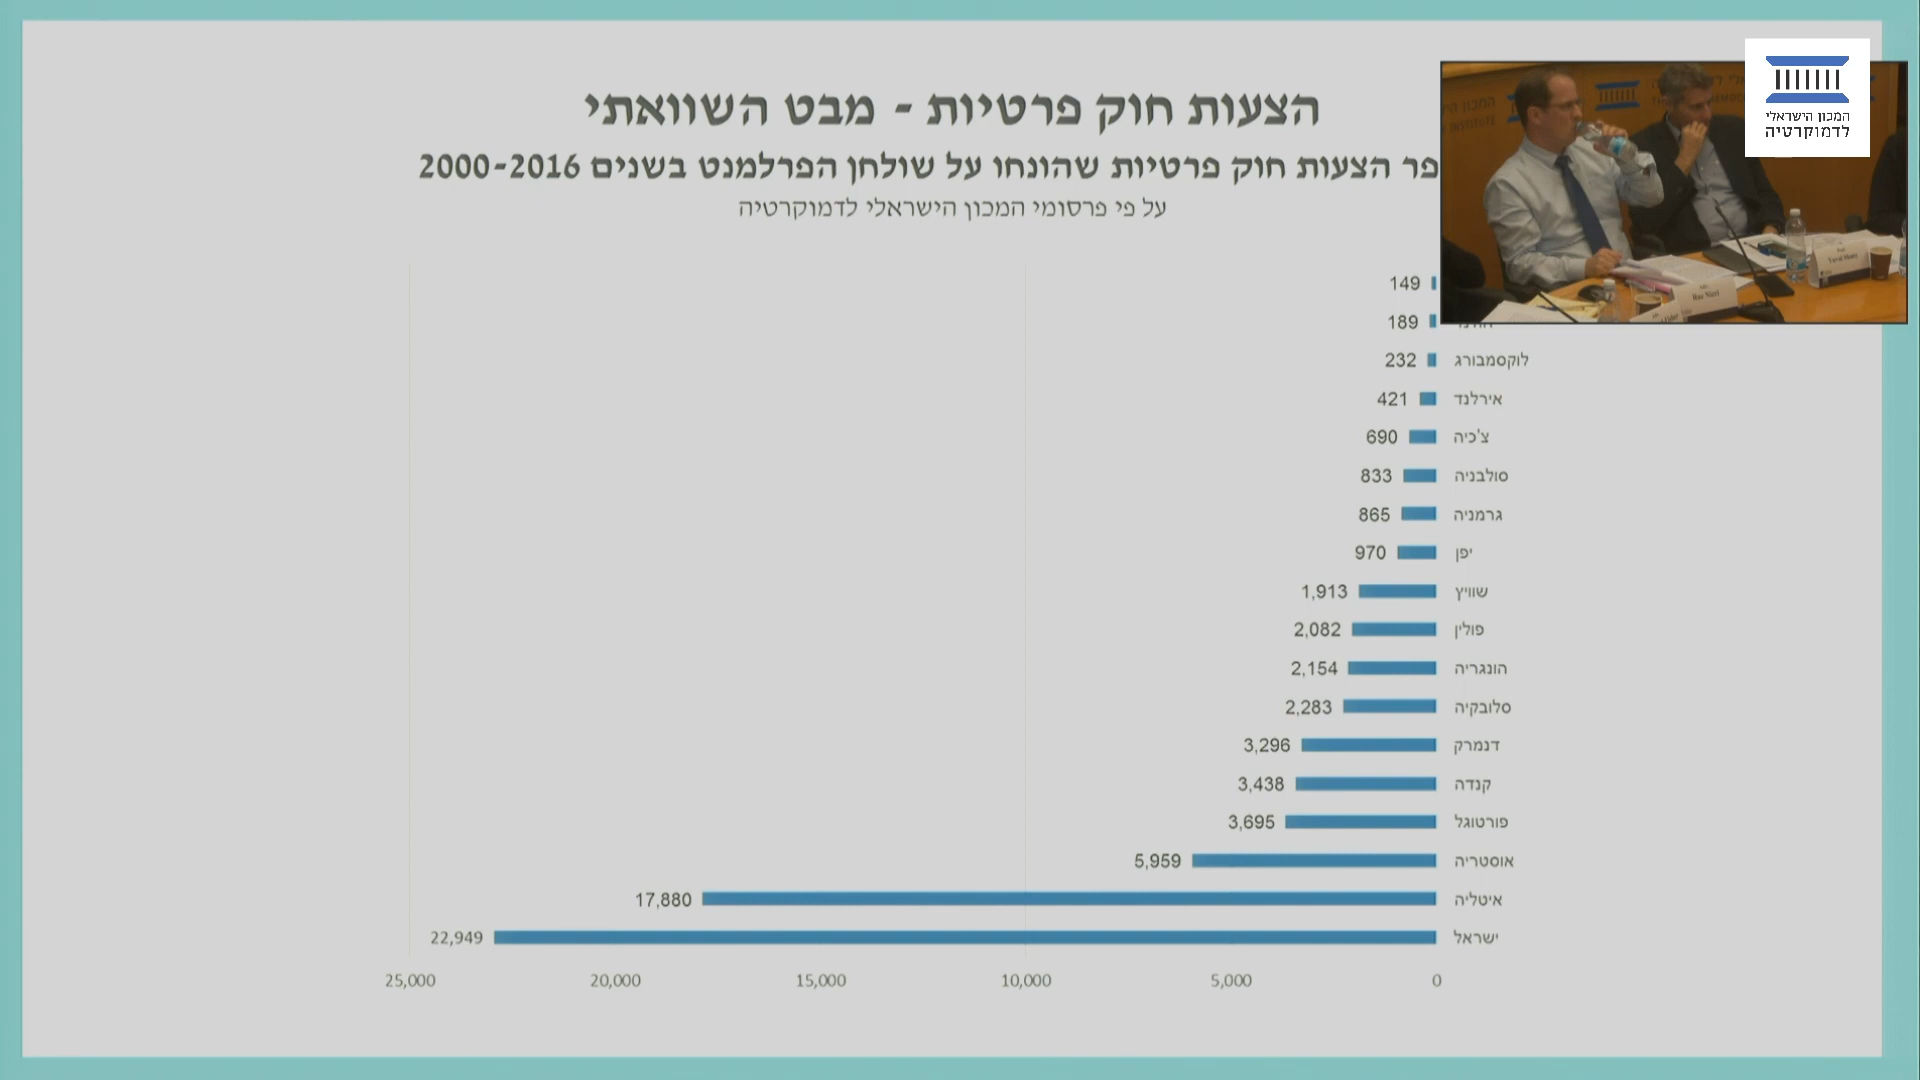 הצעות חוק פרטיות - מבט השוואתי
פר הצעות חוק פרטיות שהונחו על שולחן הפרלמנט בשנים 2000-2016
על פי פרסומי המכון הישראלי לדמוקרטיה
המכון הישראלי
לדמוקרטיה
149
189
לוקסמבורג 232
אירלנד 421
צ'כיה 690
סולבניה 833
גרמניה 865
יפן 970
שוויץ 1,913
פולין 2,082
הונגריה 2,154
סלובקיה 2,283
דנמרק 3,296
קנדה 3,438
פורטוגל 3,695
אוסטריה 5,959
איטליה 17,880
ישראל 22,949
25,000 20,000 15,000 10,000 5,000 0